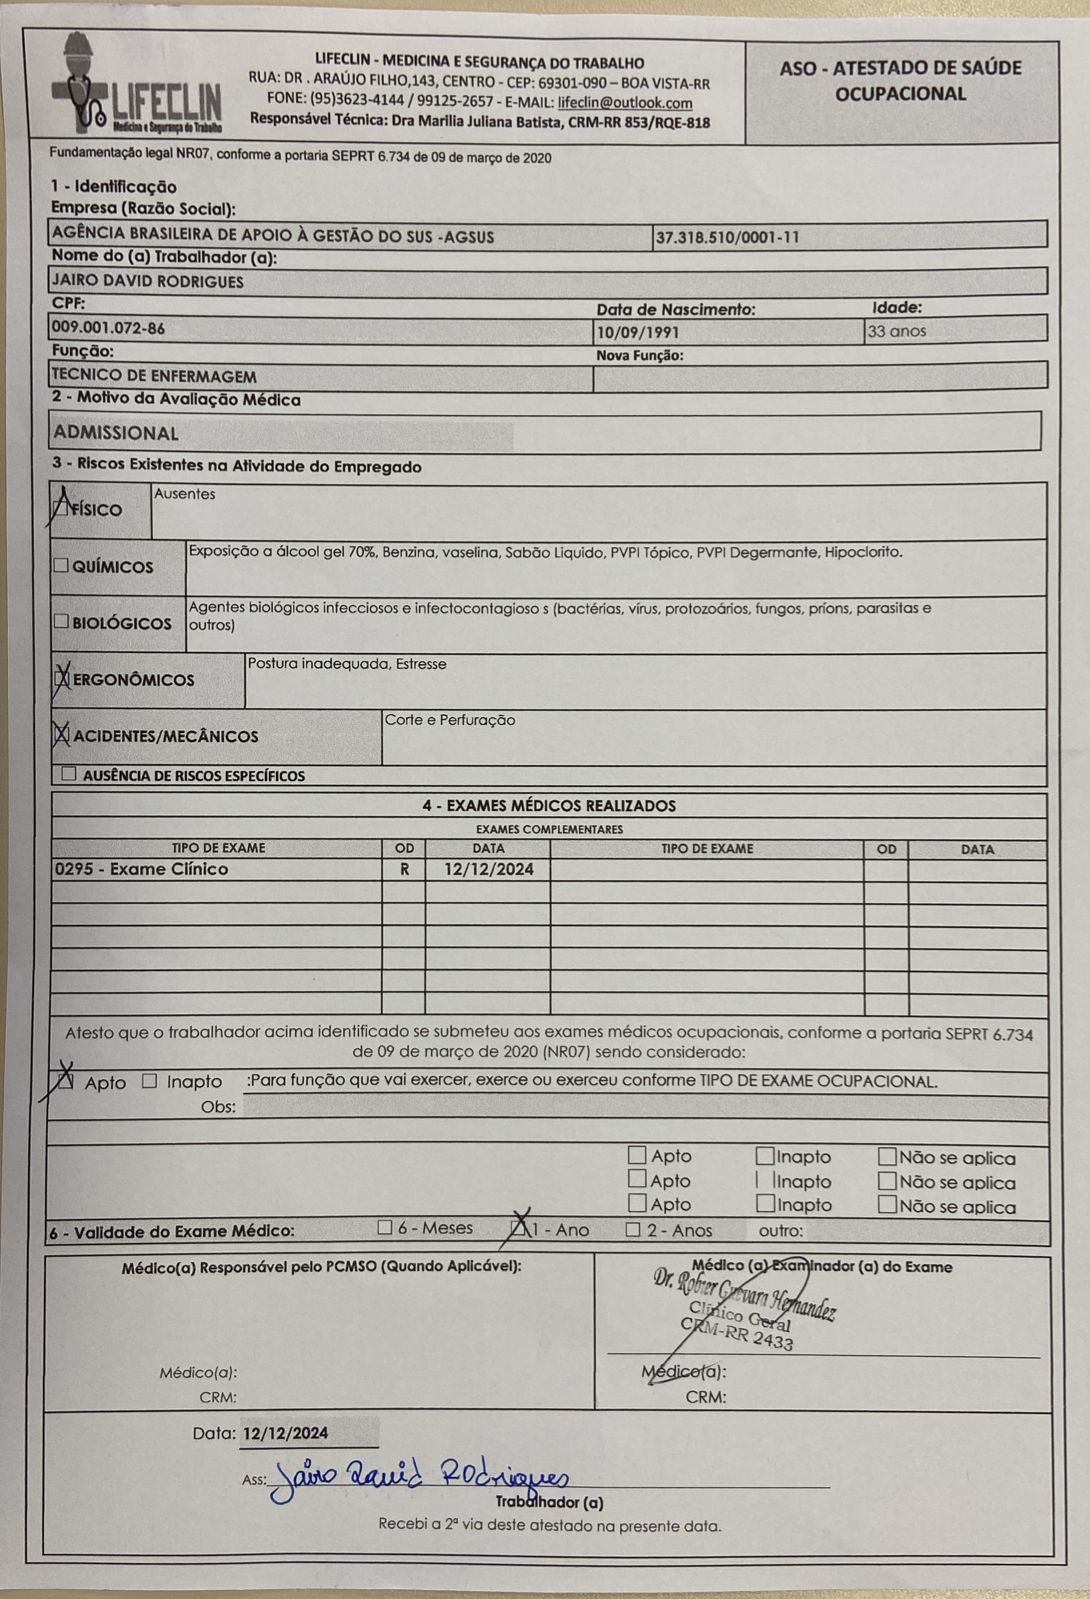 LIFECLIN
Medicina e Segurança do Trabalho
LIFECLIN - MEDICINA E SEGURANÇA DO TRABALHO
RUA: DR . ARAÚJO FILHO,143, CENTRO - CEP: 69301-090 – BOA VISTA-RR
FONE: (95)3623-4144 / 99125-2657 - E-MAIL: lifeclin@outlook.com
Responsável Técnica: Dra Marilia Juliana Batista, CRM-RR 853/RQE-818
ASO - ATESTADO DE SAÚDE
OCUPACIONAL
Fundamentação legal NR07, conforme a portaria SEPRT 6.734 de 09 de março de 2020
1 - Identificação
Empresa (Razão Social):
AGÊNCIA BRASILEIRA DE APOIO À GESTÃO DO SUS -AGSUS 37.318.510/0001-11
Nome do (a) Trabalhador (a):
JAIRO DAVID RODRIGUES
CPF: Data de Nascimento: Idade:
009.001.072-86 10/09/1991 33 anos
Função: Nova Função:
TECNICO DE ENFERMAGEM
2 - Motivo da Avaliação Médica
ADMISSIONAL
3 - Riscos Existentes na Atividade do Empregado
FÍSICO Ausentes
QUÍMICOS Exposição a álcool gel 70%, Benzina, vaselina, Sabão Liquido, PVPI Tópico, PVPI Degermante, Hipoclorito.
BIOLÓGICOS Agentes biológicos infecciosos e infectocontagioso s (bactérias, vírus, protozoários, fungos, príons, parasitas e
outros)
ERGONÔMICOS Postura inadequada, Estresse
ACIDENTES/MECÂNICOS Corte e Perfuração
AUSÊNCIA DE RISCOS ESPECÍFICOS
4 - EXAMES MÉDICOS REALIZADOS
EXAMES COMPLEMENTARES
TIPO DE EXAME OD DATA TIPO DE EXAME OD DATA
0295 - Exame Clínico R 12/12/2024
Atesto que o trabalhador acima identificado se submeteu aos exames médicos ocupacionais, conforme a portaria SEPRT 6.734
de 09 de março de 2020 (NR07) sendo considerado:
Apto Inapto :Para função que vai exercer, exerce ou exerceu conforme TIPO DE EXAME OCUPACIONAL.
Obs:
Apto Inapto Não se aplica
Apto Inapto Não se aplica
Apto Inapto Não se aplica
6 - Validade do Exame Médico: 6 - Meses 1 - Ano 2 - Anos outro:
Médico(a) Responsável pelo PCMSO (Quando Aplicável):
Médico(a):
CRM:
Médico (a) Examinador (a) do Exame
Dr. Robier Guevara Hernandez
Clínico Geral
CRM-RR 2433
Médico(a):
CRM:
Data: 12/12/2024
Ass: Jairo David Rodrigues
Trabalhador (a)
Recebi a 2ª via deste atestado na presente data.